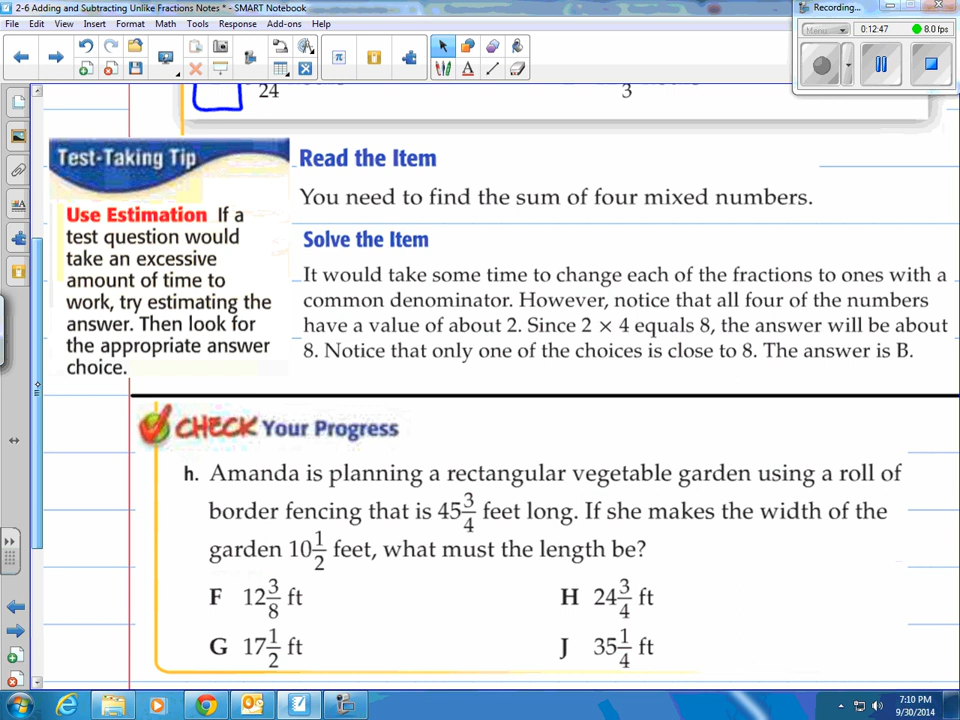 2-6 Adding and Subtracting Unlike Fractions Notes * - SMART Notebook
File Edit View Insert Format Math Tools Response Add-ons Help
Recording...
Menu 0:12:47 8.0 fps
24
3
Test-Taking Tip
Use Estimation If a
test question would
take an excessive
amount of time to
work, try estimating the
answer. Then look for
the appropriate answer
choice.
Read the Item
You need to find the sum of four mixed numbers.
Solve the Item
It would take some time to change each of the fractions to ones with a
common denominator. However, notice that all four of the numbers
have a value of about 2. Since 2 × 4 equals 8, the answer will be about
8. Notice that only one of the choices is close to 8. The answer is B.
CHECK Your Progress
h. Amanda is planning a rectangular vegetable garden using a roll of
border fencing that is 45 3/4 feet long. If she makes the width of the
garden 10 1/2 feet, what must the length be?
F 12 3/8 ft H 24 3/4 ft
G 17 1/2 ft J 35 1/4 ft
7:10 PM
9/30/2014